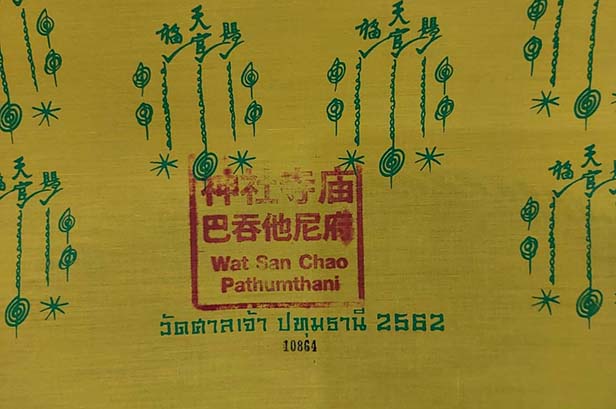 天
福官賜
天
福官賜
天
福官賜
天
福官賜
神社寺庙
巴吞他尼府
Wat San Chao
Pathumthani
วัดศาลเจ้า ปทุมธานี 2562
10864